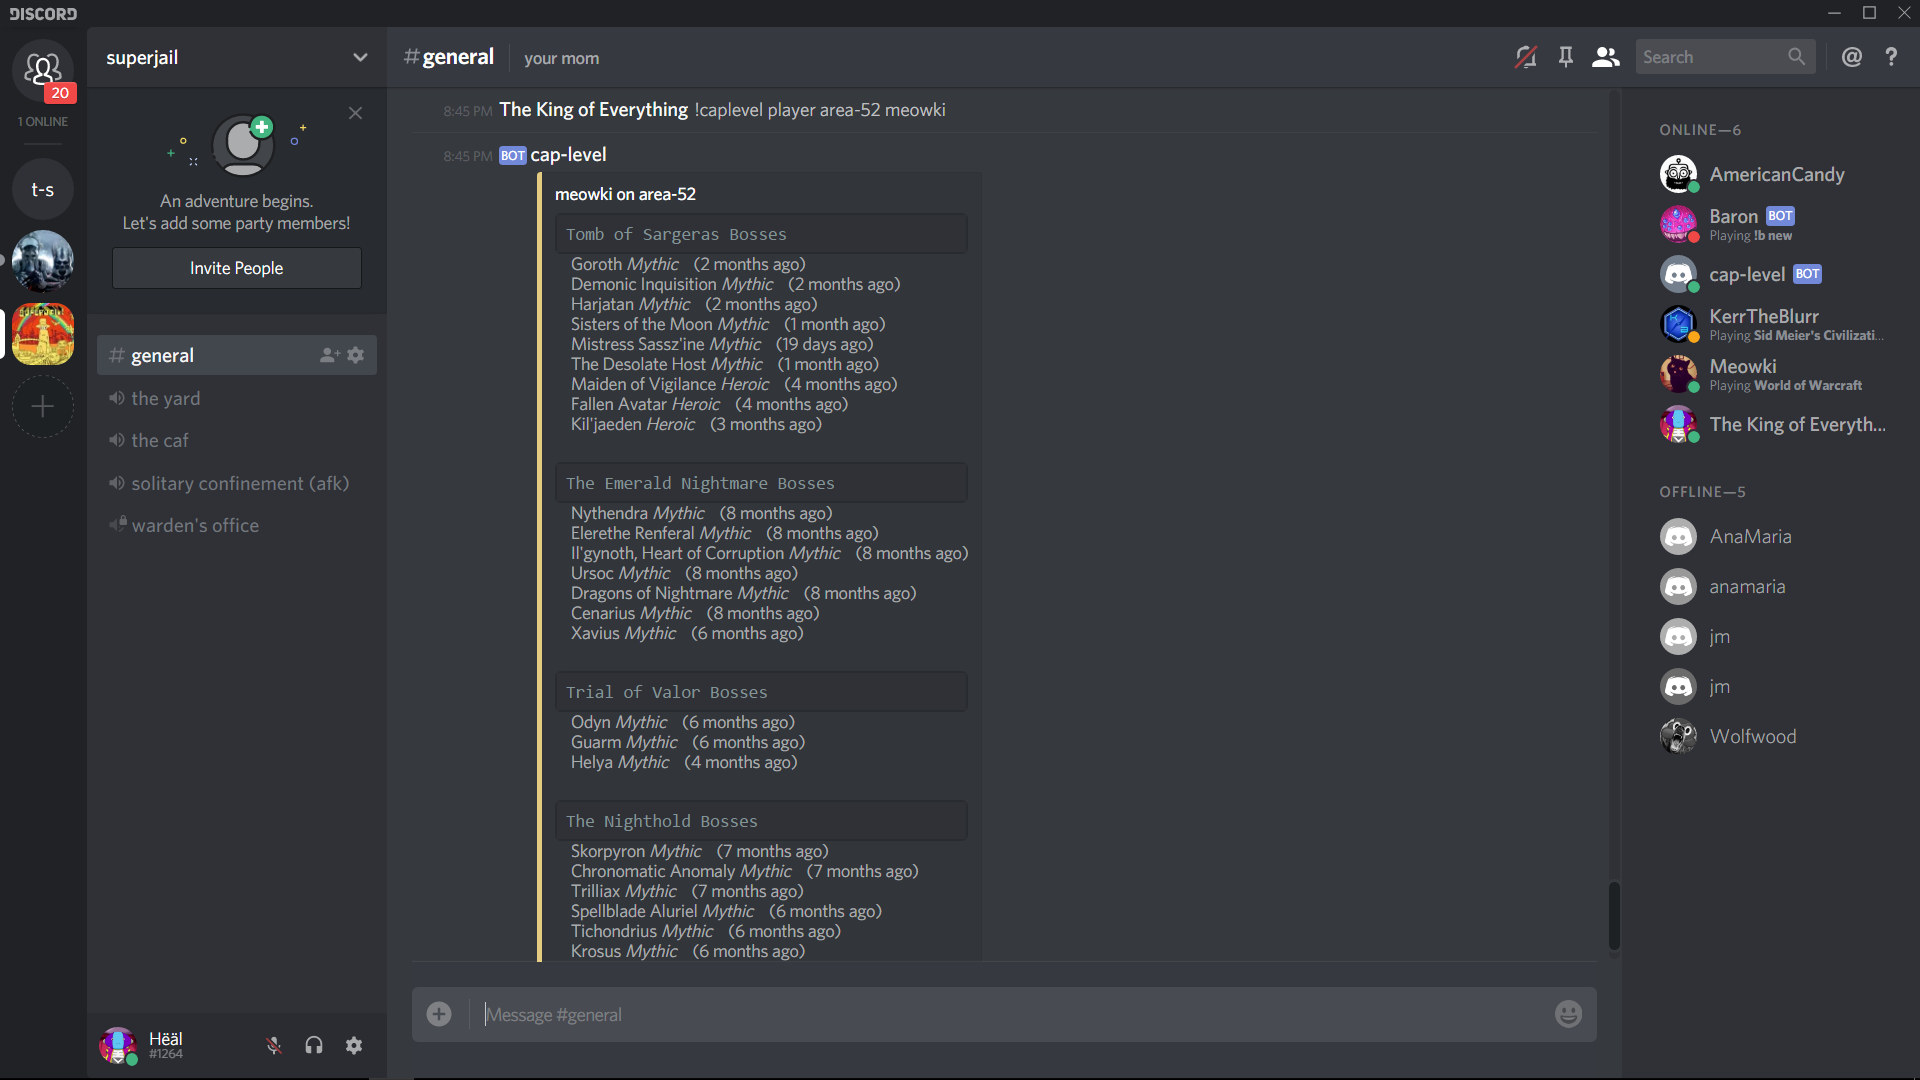 DISCORD
20
1 ONLINE
t-s
superjail
An adventure begins.
Let's add some party members!
Invite People
# general
the yard
the caf
solitary confinement (afk)
warden's office
Hëäl
#1264
# general
your mom
Search
@
?
8:45 PM The King of Everything !caplevel player area-52 meowki
8:45 PM BOT cap-level
meowki on area-52
Tomb of Sargeras Bosses
Goroth Mythic (2 months ago)
Demonic Inquisition Mythic (2 months ago)
Harjatan Mythic (2 months ago)
Sisters of the Moon Mythic (1 month ago)
Mistress Sassz'ine Mythic (19 days ago)
The Desolate Host Mythic (1 month ago)
Maiden of Vigilance Heroic (4 months ago)
Fallen Avatar Heroic (4 months ago)
Kil'jaeden Heroic (3 months ago)
The Emerald Nightmare Bosses
Nythendra Mythic (8 months ago)
Elerethe Renferal Mythic (8 months ago)
Il'gynoth, Heart of Corruption Mythic (8 months ago)
Ursoc Mythic (8 months ago)
Dragons of Nightmare Mythic (8 months ago)
Cenarius Mythic (8 months ago)
Xavius Mythic (6 months ago)
Trial of Valor Bosses
Odyn Mythic (6 months ago)
Guarm Mythic (6 months ago)
Helya Mythic (4 months ago)
The Nighthold Bosses
Skorpyron Mythic (7 months ago)
Chronomatic Anomaly Mythic (7 months ago)
Trilliax Mythic (7 months ago)
Spellblade Aluriel Mythic (6 months ago)
Tichondrius Mythic (6 months ago)
Krosus Mythic (6 months ago)
Message #general
ONLINE—6
AmericanCandy
Baron BOT
Playing !b new
cap-level BOT
KerrTheBlurr
Playing Sid Meier's Civilizati...
Meowki
Playing World of Warcraft
The King of Everyth...
OFFLINE—5
AnaMaria
anamaria
jm
jm
Wolfwood